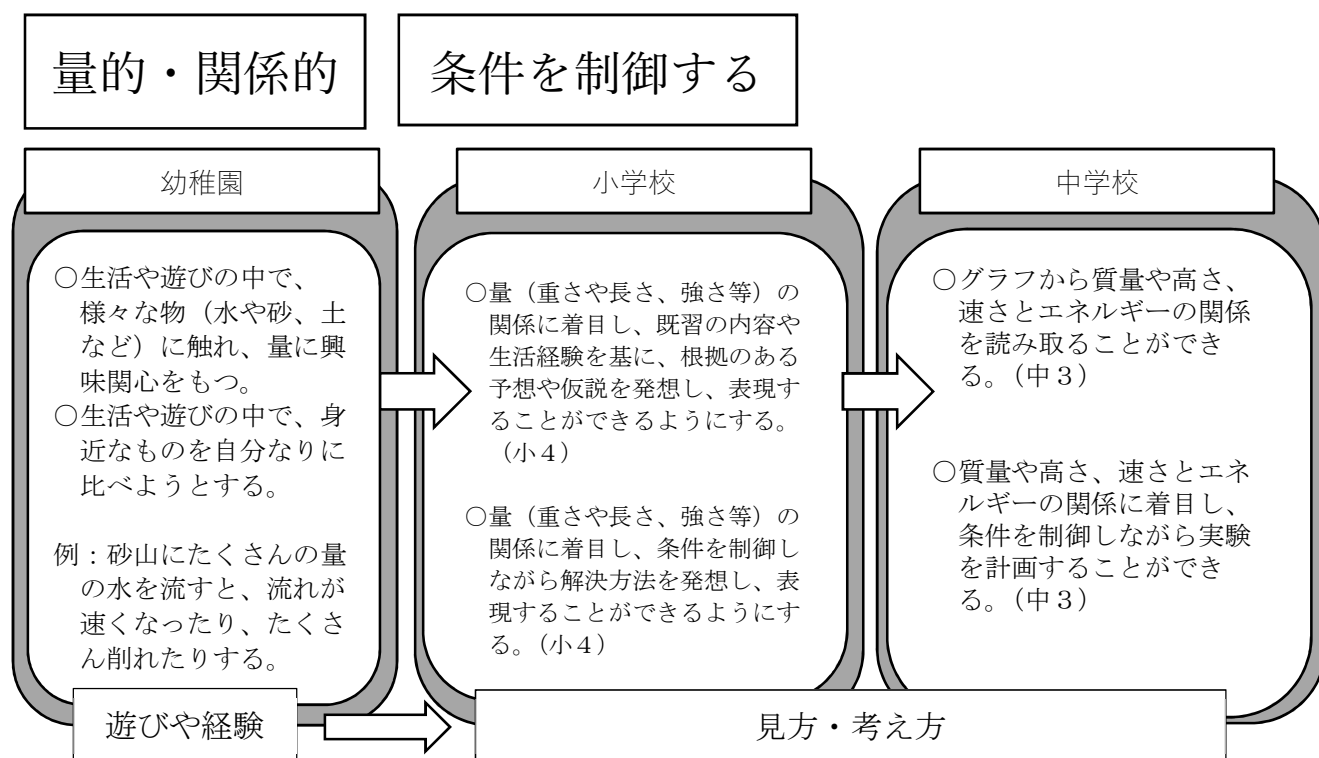 量的・関係的
条件を制御する
幼稚園
○生活や遊びの中で、
様々な物（水や砂、土
など）に触れ、量に興
味関心をもつ。
○生活や遊びの中で、身
近なものを自分なりに
比べようとする。
例：砂山にたくさんの量
の水を流すと、流れが
速くなったり、たくさ
ん削れたりする。
小学校
○量（重さや長さ、強さ等）の
関係に着目し、既習の内容や
生活経験を基に、根拠のある
予想や仮説を発想し、表現す
ることができるようにする。
（小４）
○量（重さや長さ、強さ等）の
関係に着目し、条件を制御し
ながら解決方法を発想し、表
現することができるようにす
る。（小４）
中学校
○グラフから質量や高さ、
速さとエネルギーの関係
を読み取ることができ
る。（中３）
○質量や高さ、速さとエネ
ルギーの関係に着目し、
条件を制御しながら実験
を計画することができ
る。（中３）
遊びや経験
見方・考え方